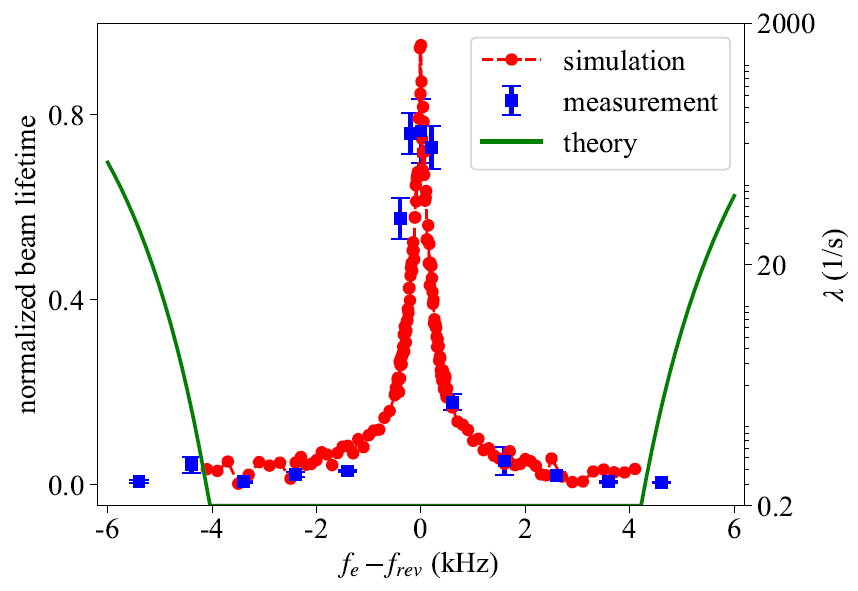 simulation
measurement
theory
normalized beam lifetime
0.8
0.4
0.0
2000
20
0.2
λ (1/s)
-6 -4 -2 0 2 4 6
fe−frev (kHz)